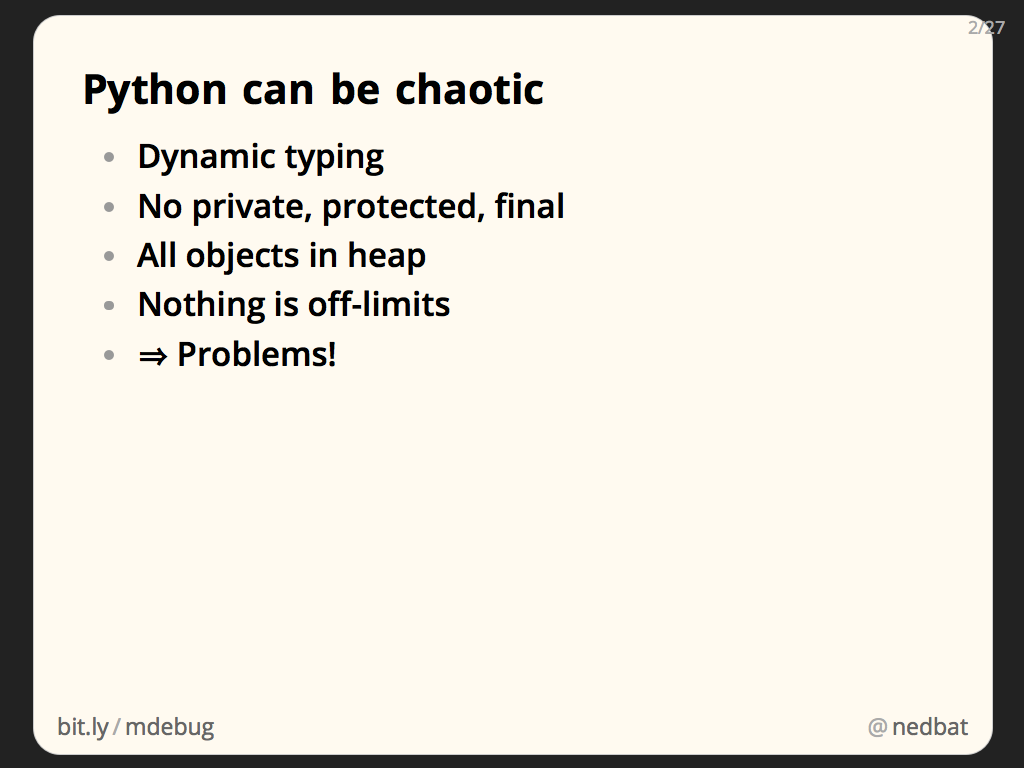 2/27
Python can be chaotic
• Dynamic typing
• No private, protected, final
• All objects in heap
• Nothing is off-limits
• ⇒ Problems!
bit.ly/mdebug
@nedbat